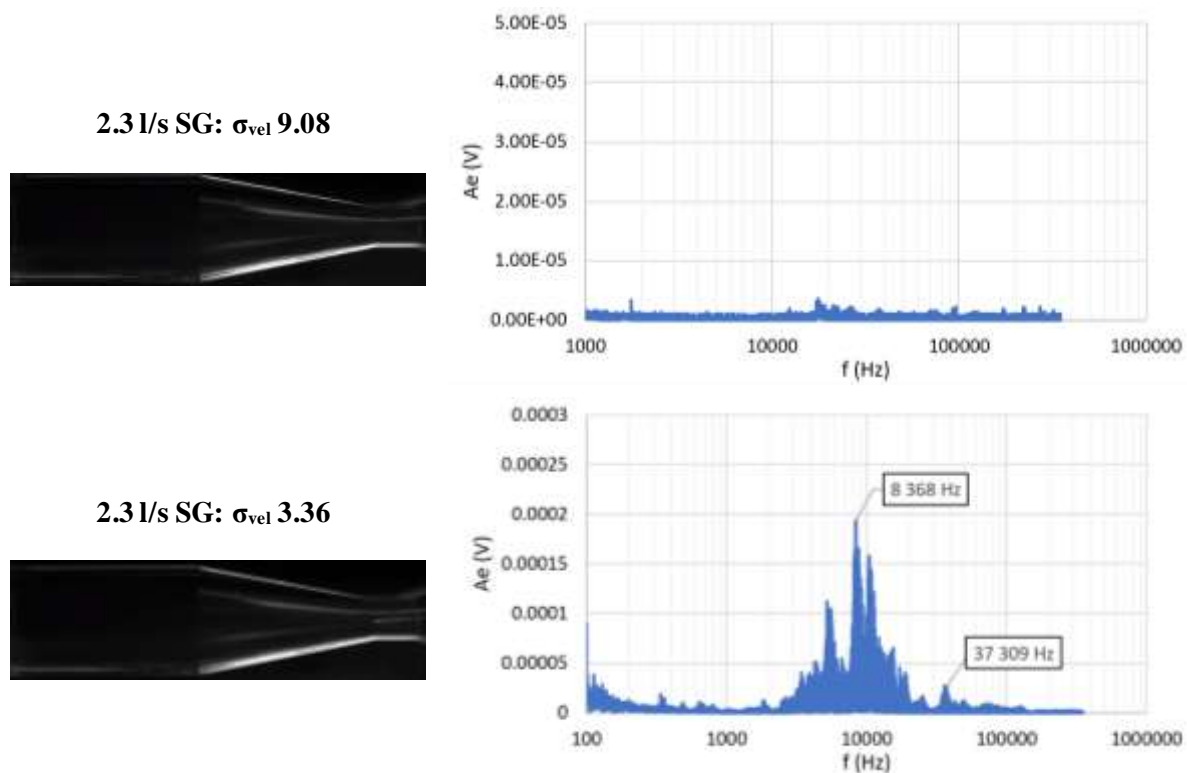 2.3 l/s SG: σvel 9.08
5.00E-05
4.00E-05
3.00E-05
2.00E-05
1.00E-05
0.00E+00
Ae (V)
1000 10000 100000 1000000
f (Hz)
2.3 l/s SG: σvel 3.36
0.0003
0.00025
0.0002
0.00015
0.0001
0.00005
0
Ae (V)
8 368 Hz
37 309 Hz
100 1000 10000 100000 1000000
f (Hz)